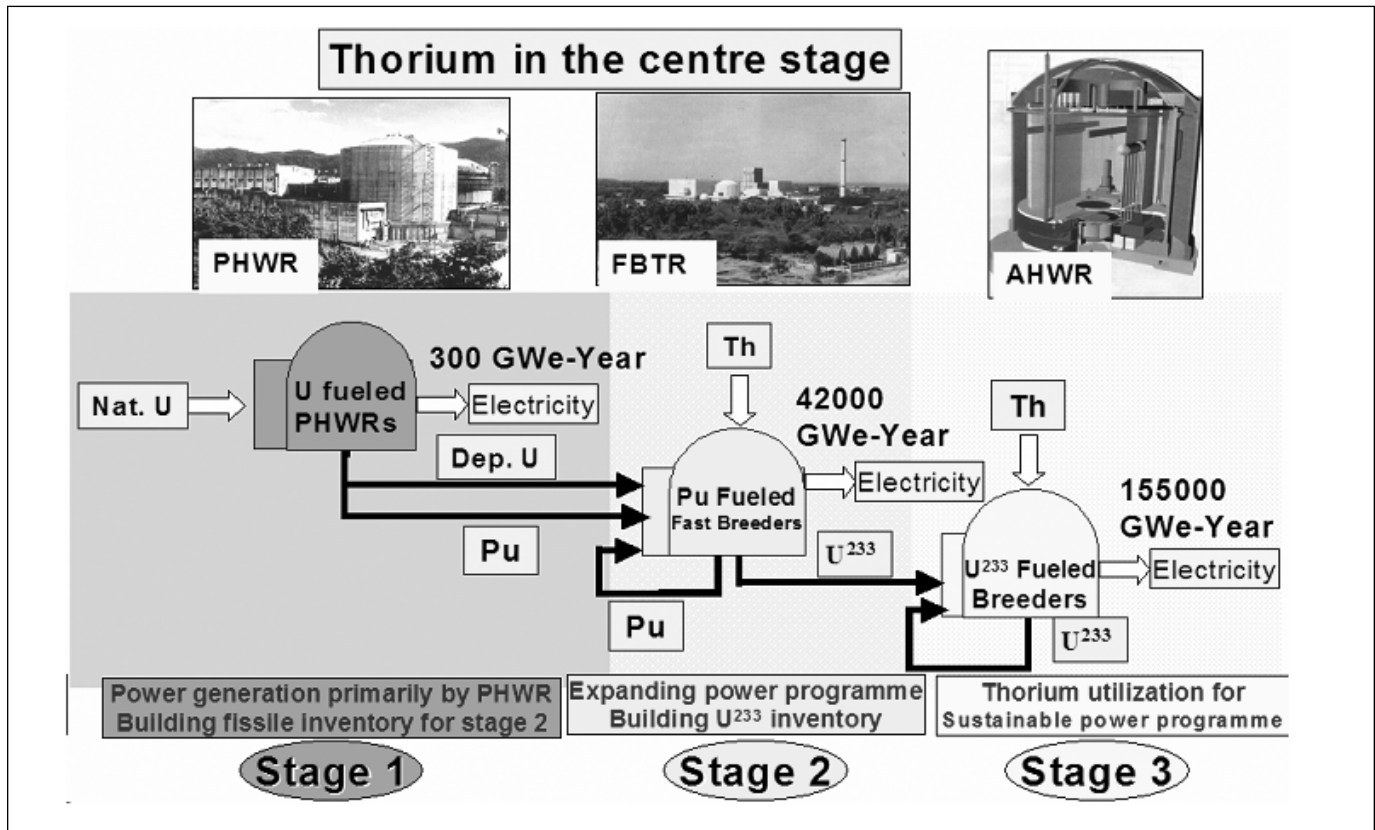 Thorium in the centre stage
PHWR
FBTR
AHWR
Nat. U
U fueled
PHWRs
300 GWe-Year
Electricity
Dep. U
Pu
Th
42000
GWe-Year
Electricity
Pu Fueled
Fast Breeders
Pu
U²³³
Th
155000
GWe-Year
Electricity
U²³³ Fueled
Breeders
U²³³
Power generation primarily by PHWR
Building fissile inventory for stage 2
Expanding power programme
Building U²³³ inventory
Thorium utilization for
Sustainable power programme
Stage 1
Stage 2
Stage 3